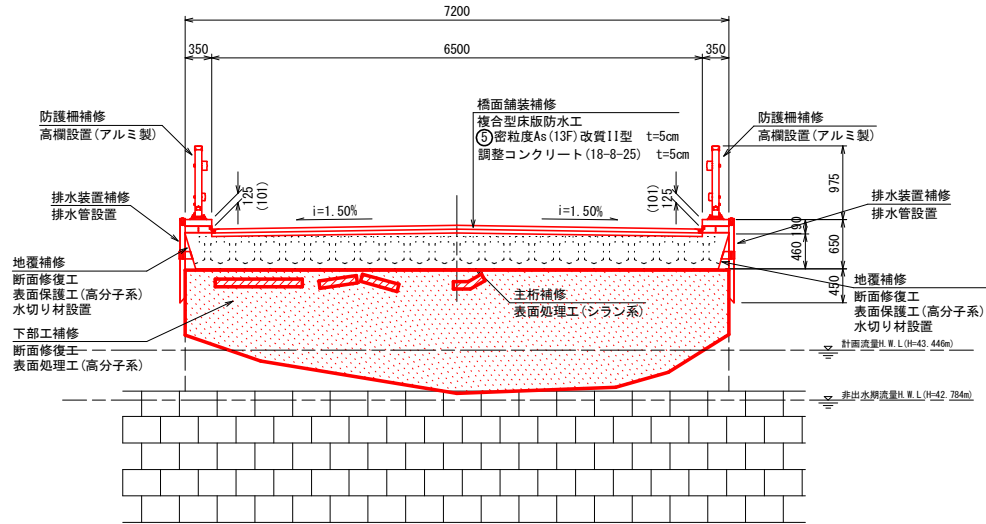 7200
350
6500
350
防護柵補修
高欄設置(アルミ製)
橋面舗装補修
複合型床版防水工
⑤密粒度As(13F)改質II型 t=5cm
調整コンクリート(18-8-25) t=5cm
防護柵補修
高欄設置(アルミ製)
125
(101)
(101)
125
975
排水装置補修
排水管設置
i=1.50%
i=1.50%
排水装置補修
排水管設置
190
460
650
450
地覆補修
断面修復工
表面保護工(高分子系)
水切り材設置
主桁補修
表面処理工(シラン系)
地覆補修
断面修復工
表面保護工(高分子系)
水切り材設置
下部工補修
断面修復工
表面処理工(高分子系)
計画流量H.W.L(H=43.446m)
非出水期流量H.W.L(H=42.784m)